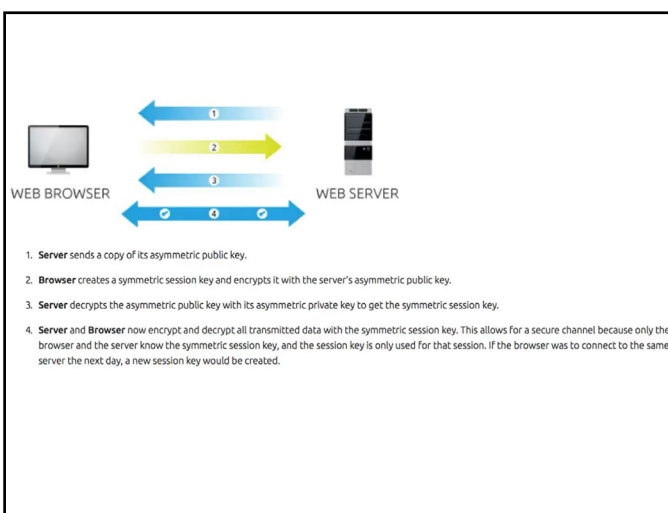 1
2
3
WEB BROWSER
WEB SERVER
4
1. Server sends a copy of its asymmetric public key.
2. Browser creates a symmetric session key and encrypts it with the server's asymmetric public key.
3. Server decrypts the asymmetric public key with its asymmetric private key to get the symmetric session key.
4. Server and Browser now encrypt and decrypt all transmitted data with the symmetric session key. This allows for a secure channel because only the
browser and the server know the symmetric session key, and the session key is only used for that session. If the browser was to connect to the same
server the next day, a new session key would be created.